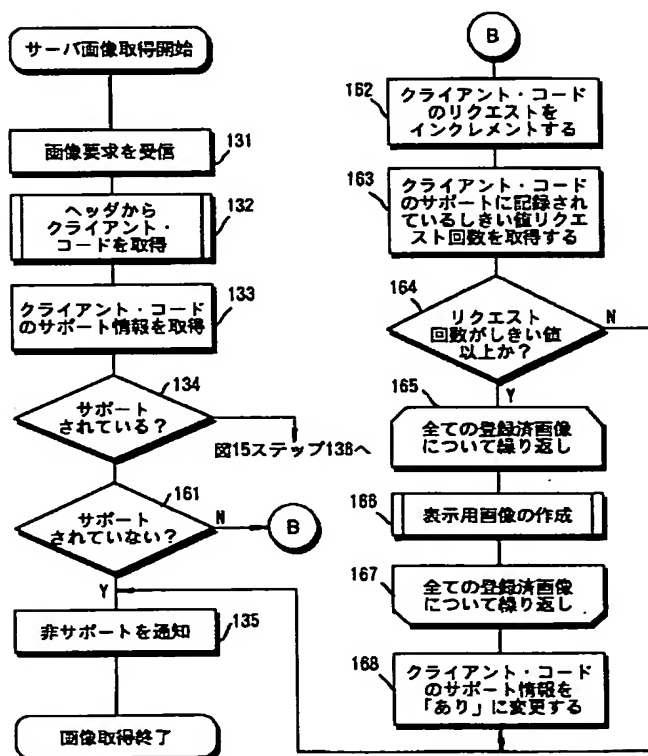 サーバ画像取得開始
画像要求を受信
131
ヘッダから
クライアント・
コードを取得
132
133
クライアント・コード
のサポート情報を取得
134
サポート
されている?
図15ステップ136へ
161
サポート
されていない?
N
B
Y
非サポートを通知
135
画像取得終了
B
162
クライアント・コード
のリクエストを
インクレメントする
163
クライアント・コード
のサポートに記録され
ているしきい値リクエ
スト回数を取得する
164
リクエスト
回数がしきい値
以上か?
N
Y
165
全ての登録済画像
について繰り返し
166
表示用画像の作成
167
全ての登録済画像
について繰り返し
168
クライアント・コード
のサポート情報を
「あり」に変更する